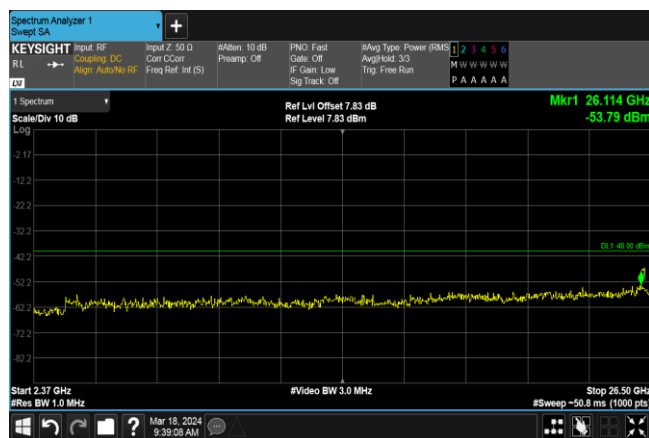 Spectrum Analyzer 1
Swept SA
+
KEYSIGHT
RL
LXI
Input: RF
Coupling: DC
Align: Auto/No RF
Input Z: 50 Ω
Corr CCorr
Freq Ref: Int (S)
#Atten: 10 dB
Preamp: Off
PNO: Fast
Gate: Off
IF Gain: Low
Sig Track: Off
#Avg Type: Power (RMS
Avg|Hold: 3/3
Trig: Free Run
1 2 3 4 5 6
M W W W W W
P A A A A A
1 Spectrum
Scale/Div 10 dB
Log
Ref Lvl Offset 7.83 dB
Ref Level 7.83 dBm
Mkr1 26.114 GHz
-53.79 dBm
-2.17
-12.2
-22.2
-32.2
DL1 -40.00 dBm
-42.2
-52.2
-62.2
-72.2
-82.2
Start 2.37 GHz
#Res BW 1.0 MHz
#Video BW 3.0 MHz
Stop 26.50 GHz
#Sweep ~50.8 ms (1000 pts)
?
Mar 18, 2024
9:39:08 AM